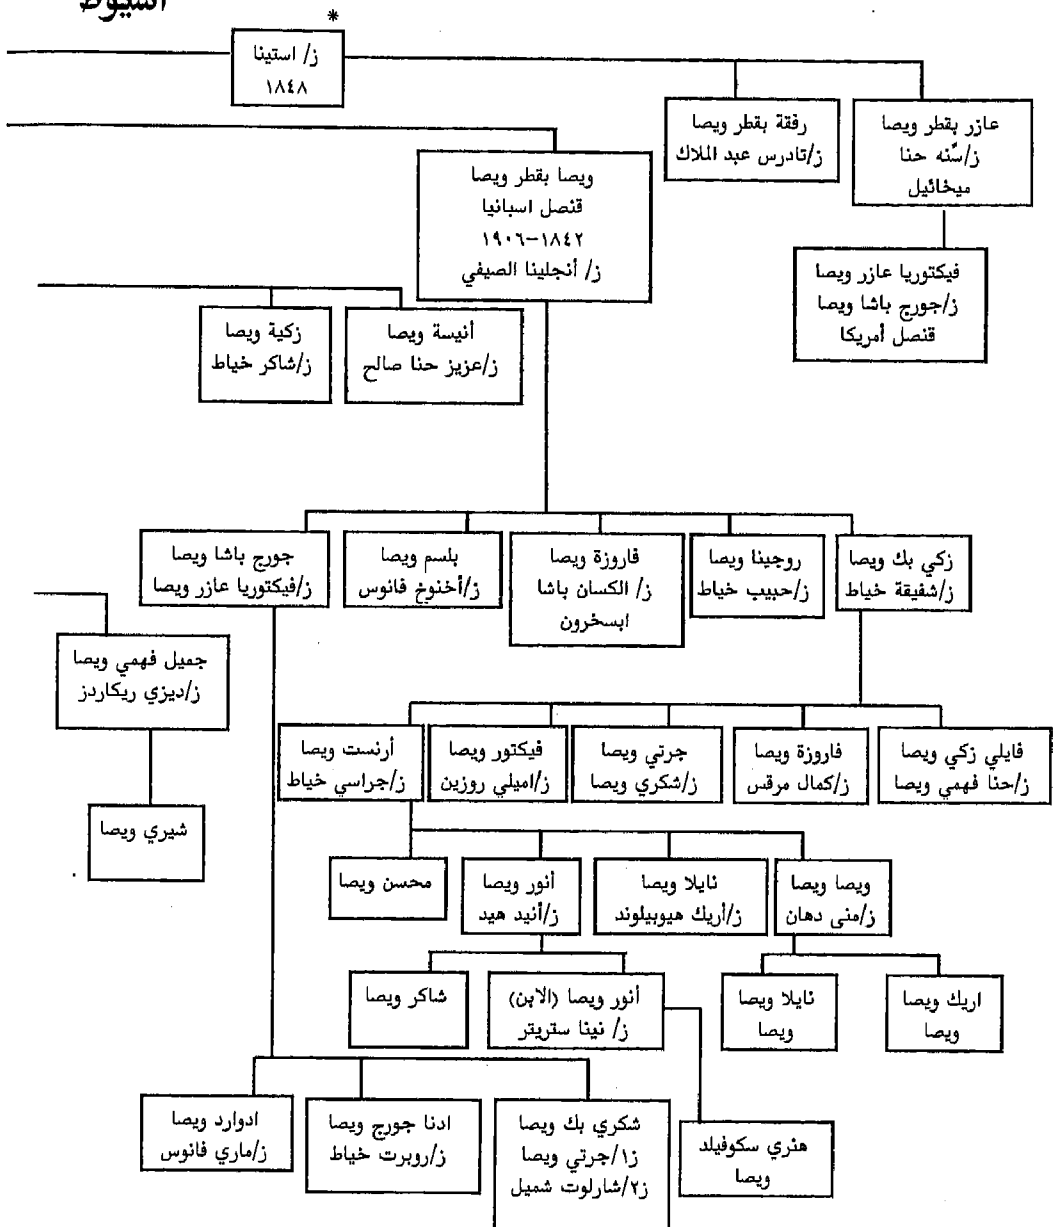 اسيوط
*
ز/ استينا
١٨٤٨
عازر بقطر ويصا
ز/سِّنه حنا
ميخائيل
رفقة بقطر ويصا
ز/تادرس عبد الملاك
ويصا بقطر ويصا
قنصل اسبانيا
١٨٤٢-١٩٠٦
ز/ أنجلينا الصيفي
فيكتوريا عازر ويصا
ز/جورج باشا ويصا
قنصل أمريكا
أنيسة ويصا
ز/عزيز حنا صالح
زكية ويصا
ز/شاكر خياط
زكي بك ويصا
ز/شفيقة خياط
روجينا ويصا
ز/حبيب خياط
فاروزة ويصا
ز/ الكسان باشا
ابسخرون
بلسم ويصا
ز/أخنوخ فانوس
جورج باشا ويصا
ز/فيكتوريا عازر ويصا
جميل فهمي ويصا
ز/ديزي ريكاردز
فايلي زكي ويصا
ز/حنا فهمي ويصا
فاروزة ويصا
ز/كمال مرقس
جرتي ويصا
ز/شكري ويصا
فيكتور ويصا
ز/اميلي روزين
أرنست ويصا
ز/جراسي خياط
شيري ويصا
ويصا ويصا
ز/منى دهان
نايلا ويصا
ز/أريك هيوبيلوند
أنور ويصا
ز/أنيد هيد
محسن ويصا
اريك ويصا
ويصا
نايلا ويصا
ويصا
أنور ويصا (الابن)
ز/ نينا ستريتر
شاكر ويصا
هنري سكوفيلد
ويصا
شكري بك ويصا
ز١/جرتي ويصا
ز٢/شارلوت شميل
ادنا جورج ويصا
ز/روبرت خياط
ادوارد ويصا
ز/ماري فانوس